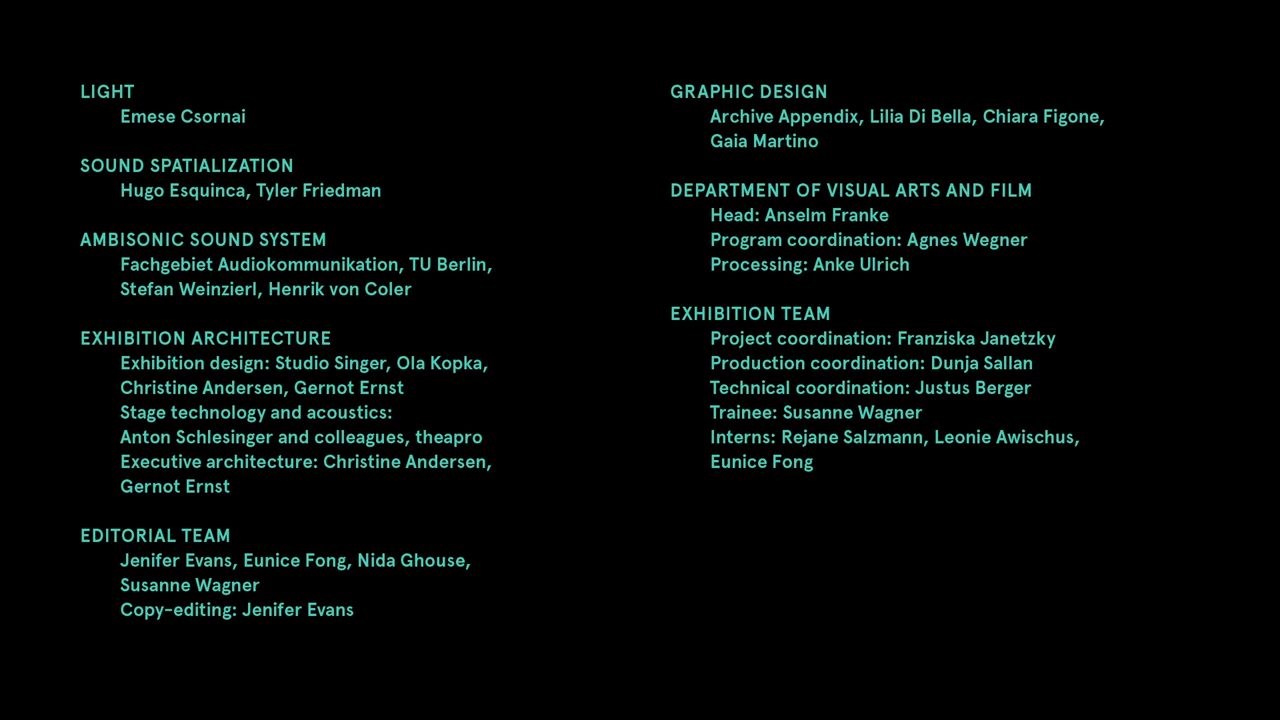 LIGHT
Emese Csornai
SOUND SPATIALIZATION
Hugo Esquinca, Tyler Friedman
AMBISONIC SOUND SYSTEM
Fachgebiet Audiokommunikation, TU Berlin,
Stefan Weinzierl, Henrik von Coler
EXHIBITION ARCHITECTURE
Exhibition design: Studio Singer, Ola Kopka,
Christine Andersen, Gernot Ernst
Stage technology and acoustics:
Anton Schlesinger and colleagues, theapro
Executive architecture: Christine Andersen,
Gernot Ernst
EDITORIAL TEAM
Jenifer Evans, Eunice Fong, Nida Ghouse,
Susanne Wagner
Copy-editing: Jenifer Evans
GRAPHIC DESIGN
Archive Appendix, Lilia Di Bella, Chiara Figone,
Gaia Martino
DEPARTMENT OF VISUAL ARTS AND FILM
Head: Anselm Franke
Program coordination: Agnes Wegner
Processing: Anke Ulrich
EXHIBITION TEAM
Project coordination: Franziska Janetzky
Production coordination: Dunja Sallan
Technical coordination: Justus Berger
Trainee: Susanne Wagner
Interns: Rejane Salzmann, Leonie Awischus,
Eunice Fong